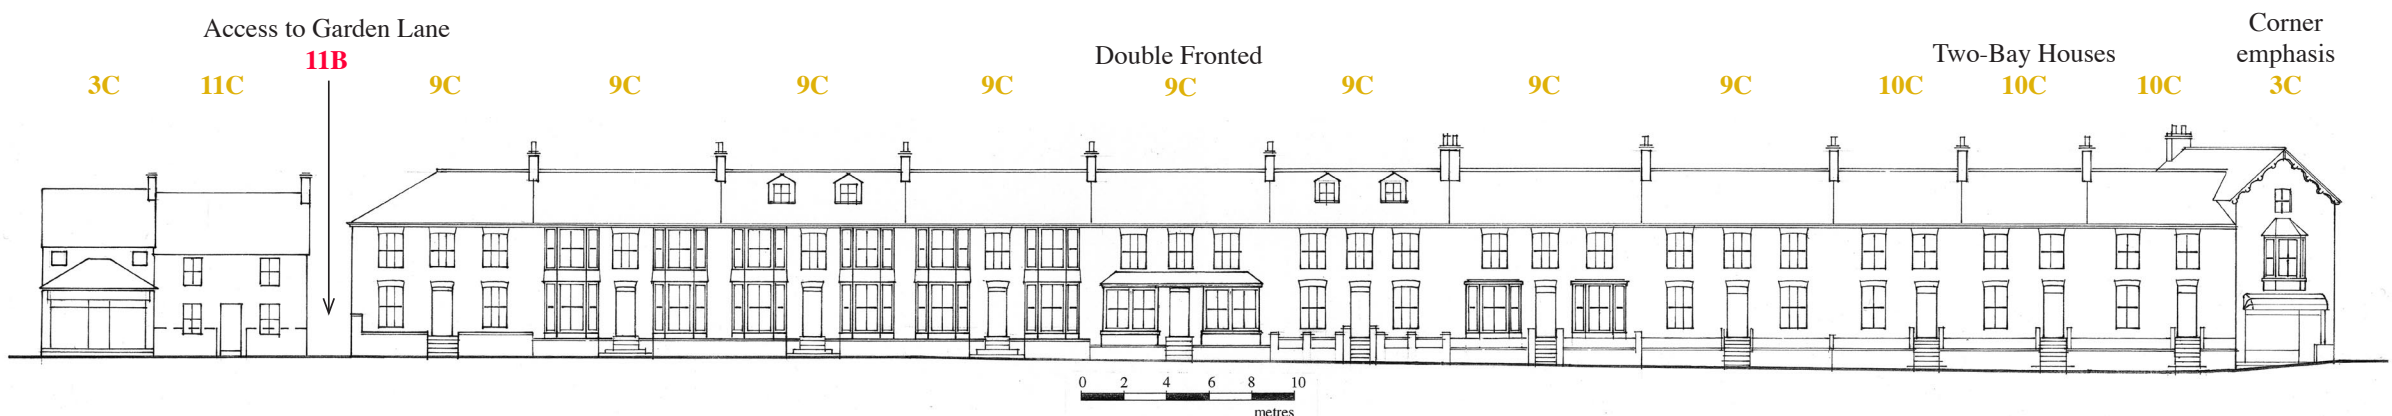 Access to Garden Lane
11B
3C
11C
9C
9C
9C
9C
Double Fronted
9C
9C
9C
9C
Two-Bay Houses
10C
10C
10C
Corner
emphasis
3C
0 2 4 6 8 10
metres